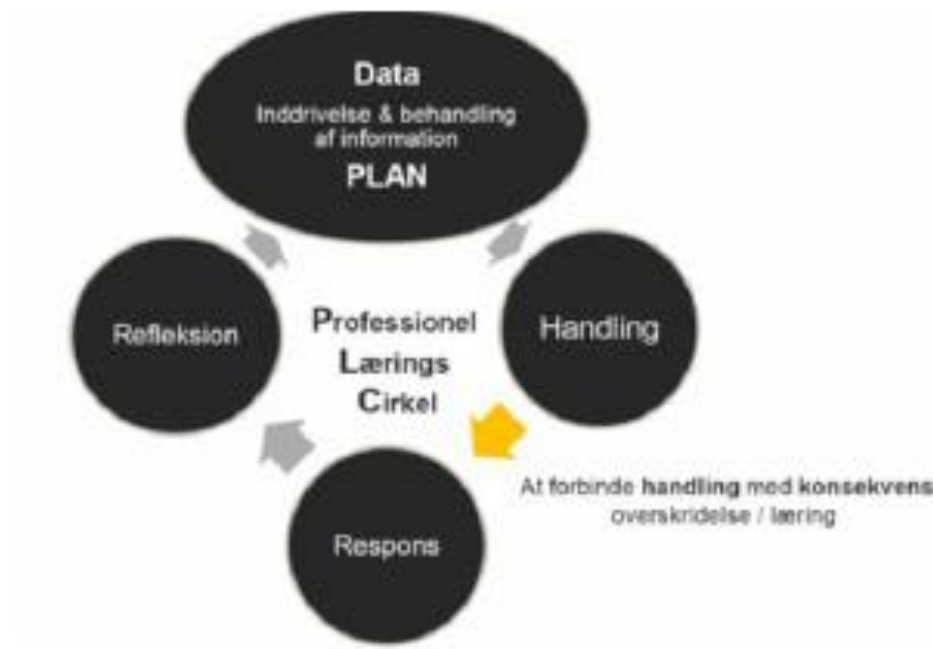 Data
Inddrivelse & behandling
af information
PLAN
Refleksion
Professionel
Lærings
Cirkel
Handling
At forbinde handling med konsekvens
overskridelse / læring
Respons